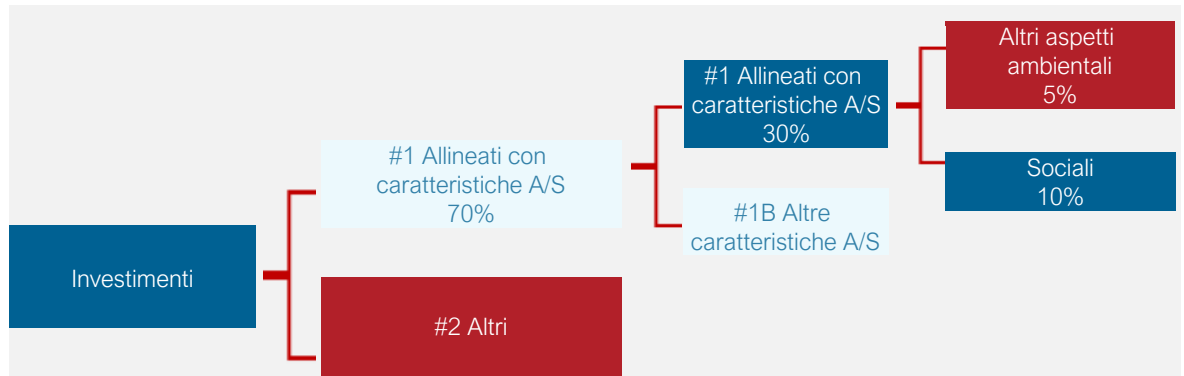 Investimenti
#1 Allineati con
caratteristiche A/S
70%
#2 Altri
#1 Allineati con
caratteristiche A/S
30%
#1B Altre
caratteristiche A/S
Altri aspetti
ambientali
5%
Sociali
10%